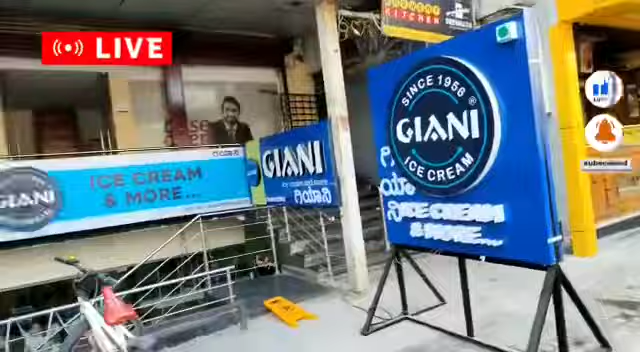 LIVE
KITCHEN
SINCE 1956
GIANI
ICE CREAM
ICE CREAM
& MORE...
GIANI
ಗಿಯಾನಿ
GIANI
ICE CREAM
& MORE...